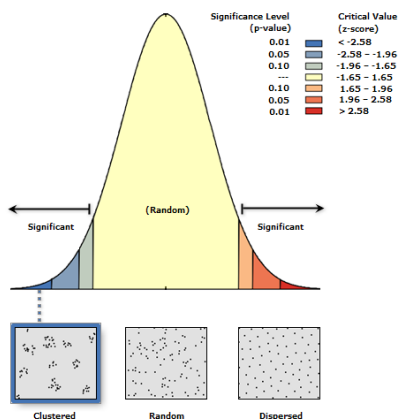 Significance Level Critical Value
(p-value) (z-score)
0.01 < -2.58
0.05 -2.58 – -1.96
0.10 -1.96 – -1.65
--- -1.65 – 1.65
0.10 1.65 – 1.96
0.05 1.96 – 2.58
0.01 > 2.58
(Random)
Significant Significant
Clustered Random Dispersed